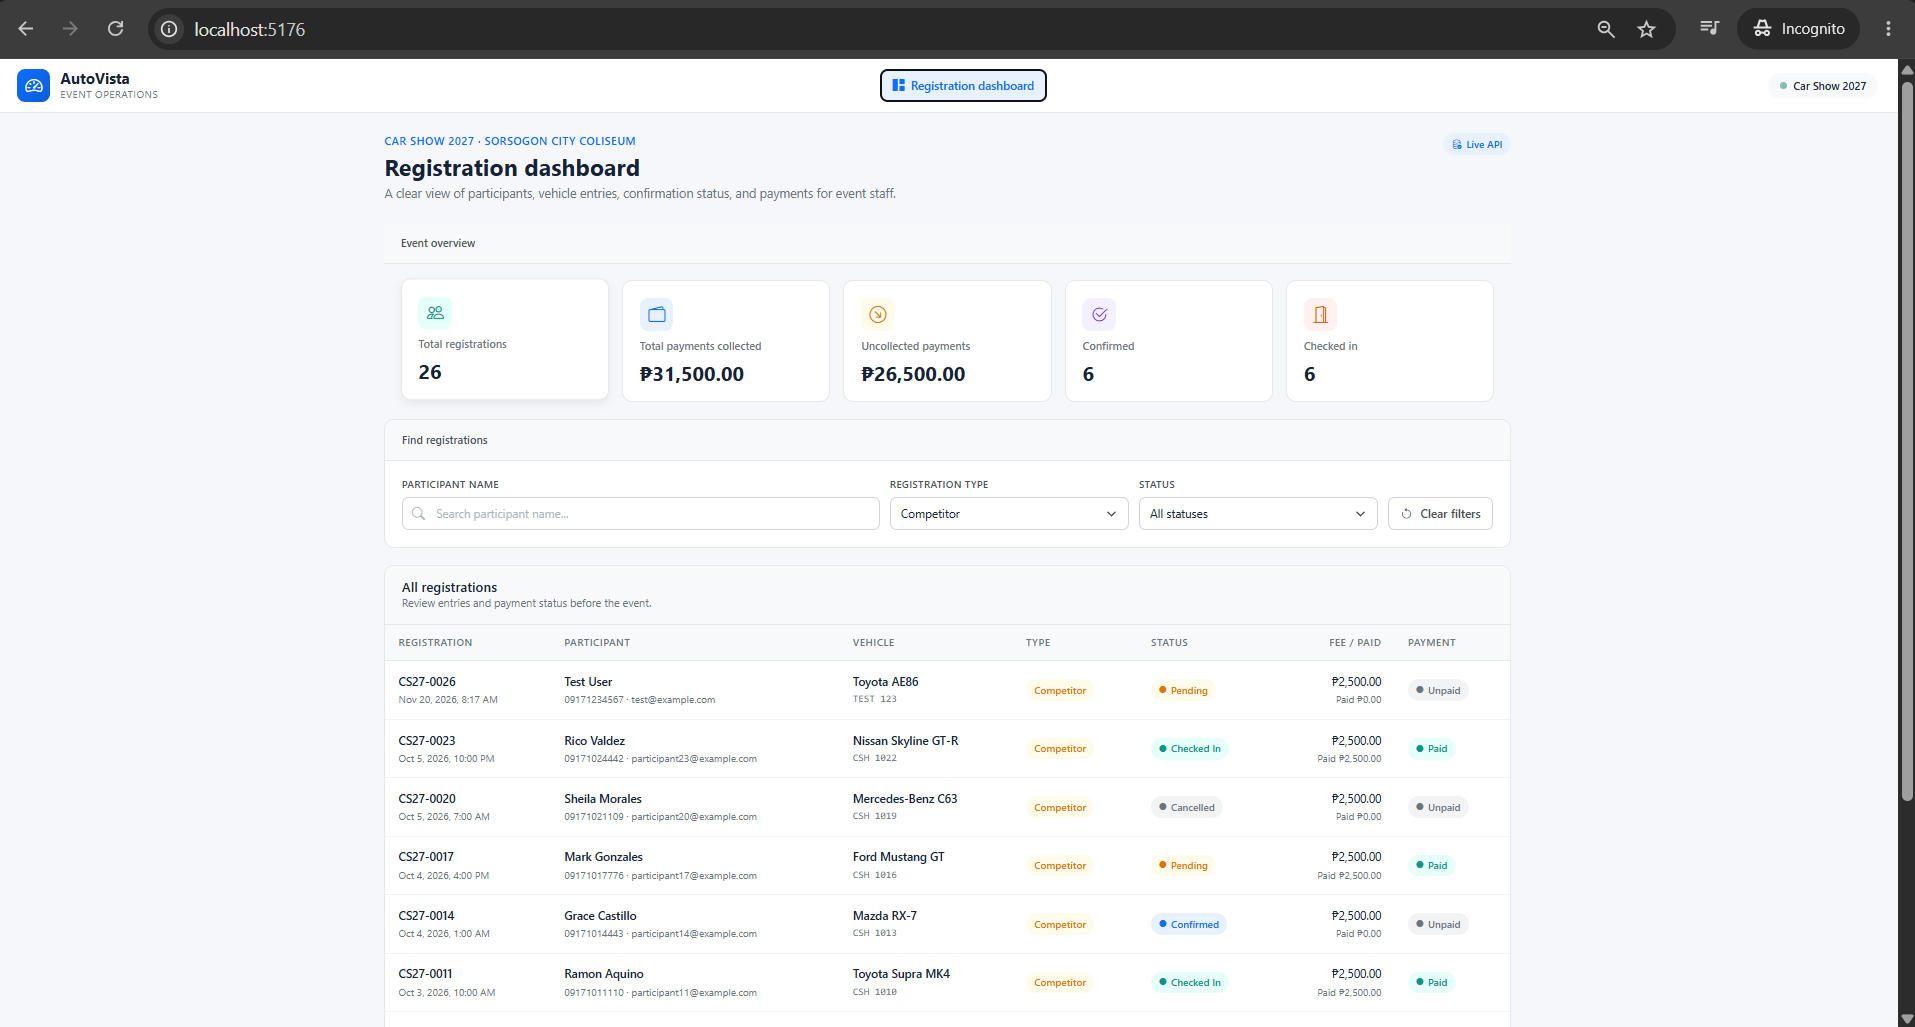 localhost:5176
Incognito
AutoVista
EVENT OPERATIONS
Registration dashboard
Car Show 2027
CAR SHOW 2027 · SORSOGON CITY COLISEUM
Live API
Registration dashboard
A clear view of participants, vehicle entries, confirmation status, and payments for event staff.
Event overview
Total registrations
26
Total payments collected
₱31,500.00
Uncollected payments
₱26,500.00
Confirmed
6
Checked in
6
Find registrations
PARTICIPANT NAME
Search participant name...
REGISTRATION TYPE
Competitor
STATUS
All statuses
Clear filters
All registrations
Review entries and payment status before the event.
REGISTRATION PARTICIPANT VEHICLE TYPE STATUS FEE / PAID PAYMENT
CS27-0026 Test User Toyota AE86 Competitor Pending ₱2,500.00 Unpaid
Nov 20, 2026, 8:17 AM 09171234567 · test@example.com TEST 123 Paid ₱0.00
CS27-0023 Rico Valdez Nissan Skyline GT-R Competitor Checked In ₱2,500.00 Paid
Oct 5, 2026, 10:00 PM 09171024442 · participant23@example.com CSH 1022 Paid ₱2,500.00
CS27-0020 Sheila Morales Mercedes-Benz C63 Competitor Cancelled ₱2,500.00 Unpaid
Oct 5, 2026, 7:00 AM 09171021109 · participant20@example.com CSH 1019 Paid ₱0.00
CS27-0017 Mark Gonzales Ford Mustang GT Competitor Pending ₱2,500.00 Paid
Oct 4, 2026, 4:00 PM 09171017776 · participant17@example.com CSH 1016 Paid ₱2,500.00
CS27-0014 Grace Castillo Mazda RX-7 Competitor Confirmed ₱2,500.00 Unpaid
Oct 4, 2026, 1:00 AM 09171014443 · participant14@example.com CSH 1013 Paid ₱0.00
CS27-0011 Ramon Aquino Toyota Supra MK4 Competitor Checked In ₱2,500.00 Paid
Oct 3, 2026, 10:00 AM 09171011110 · participant11@example.com CSH 1010 Paid ₱2,500.00